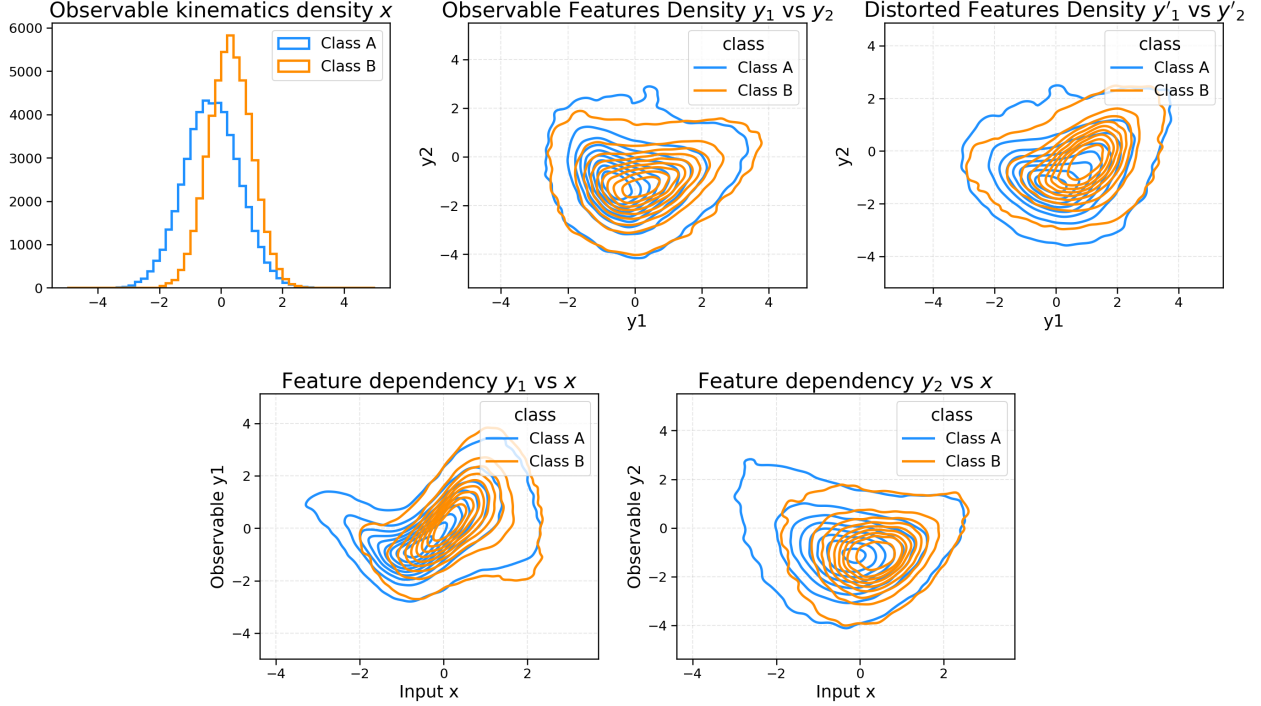 Observable kinematics density x
Class A
Class B
6000
5000
4000
3000
2000
1000
0
−4
−2
0
2
4
Observable Features Density y₁ vs y₂
class
Class A
Class B
4
2
0
−2
−4
y2
−4
−2
0
2
4
y1
Distorted Features Density y′₁ vs y′₂
class
Class A
Class B
4
2
0
−2
−4
y2
−4
−2
0
2
4
y1
Feature dependency y₁ vs x
class
Class A
Class B
4
2
0
−2
−4
Observable y1
−4
−2
0
2
Input x
Feature dependency y₂ vs x
class
Class A
Class B
4
2
0
−2
−4
Observable y2
−4
−2
0
2
Input x